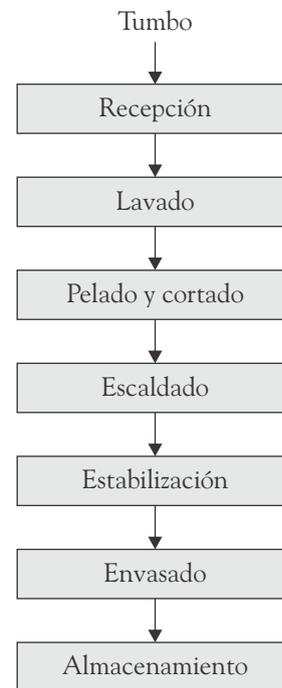 Tumbo
Recepción
Lavado
Pelado y cortado
Escaldado
Estabilización
Envasado
Almacenamiento